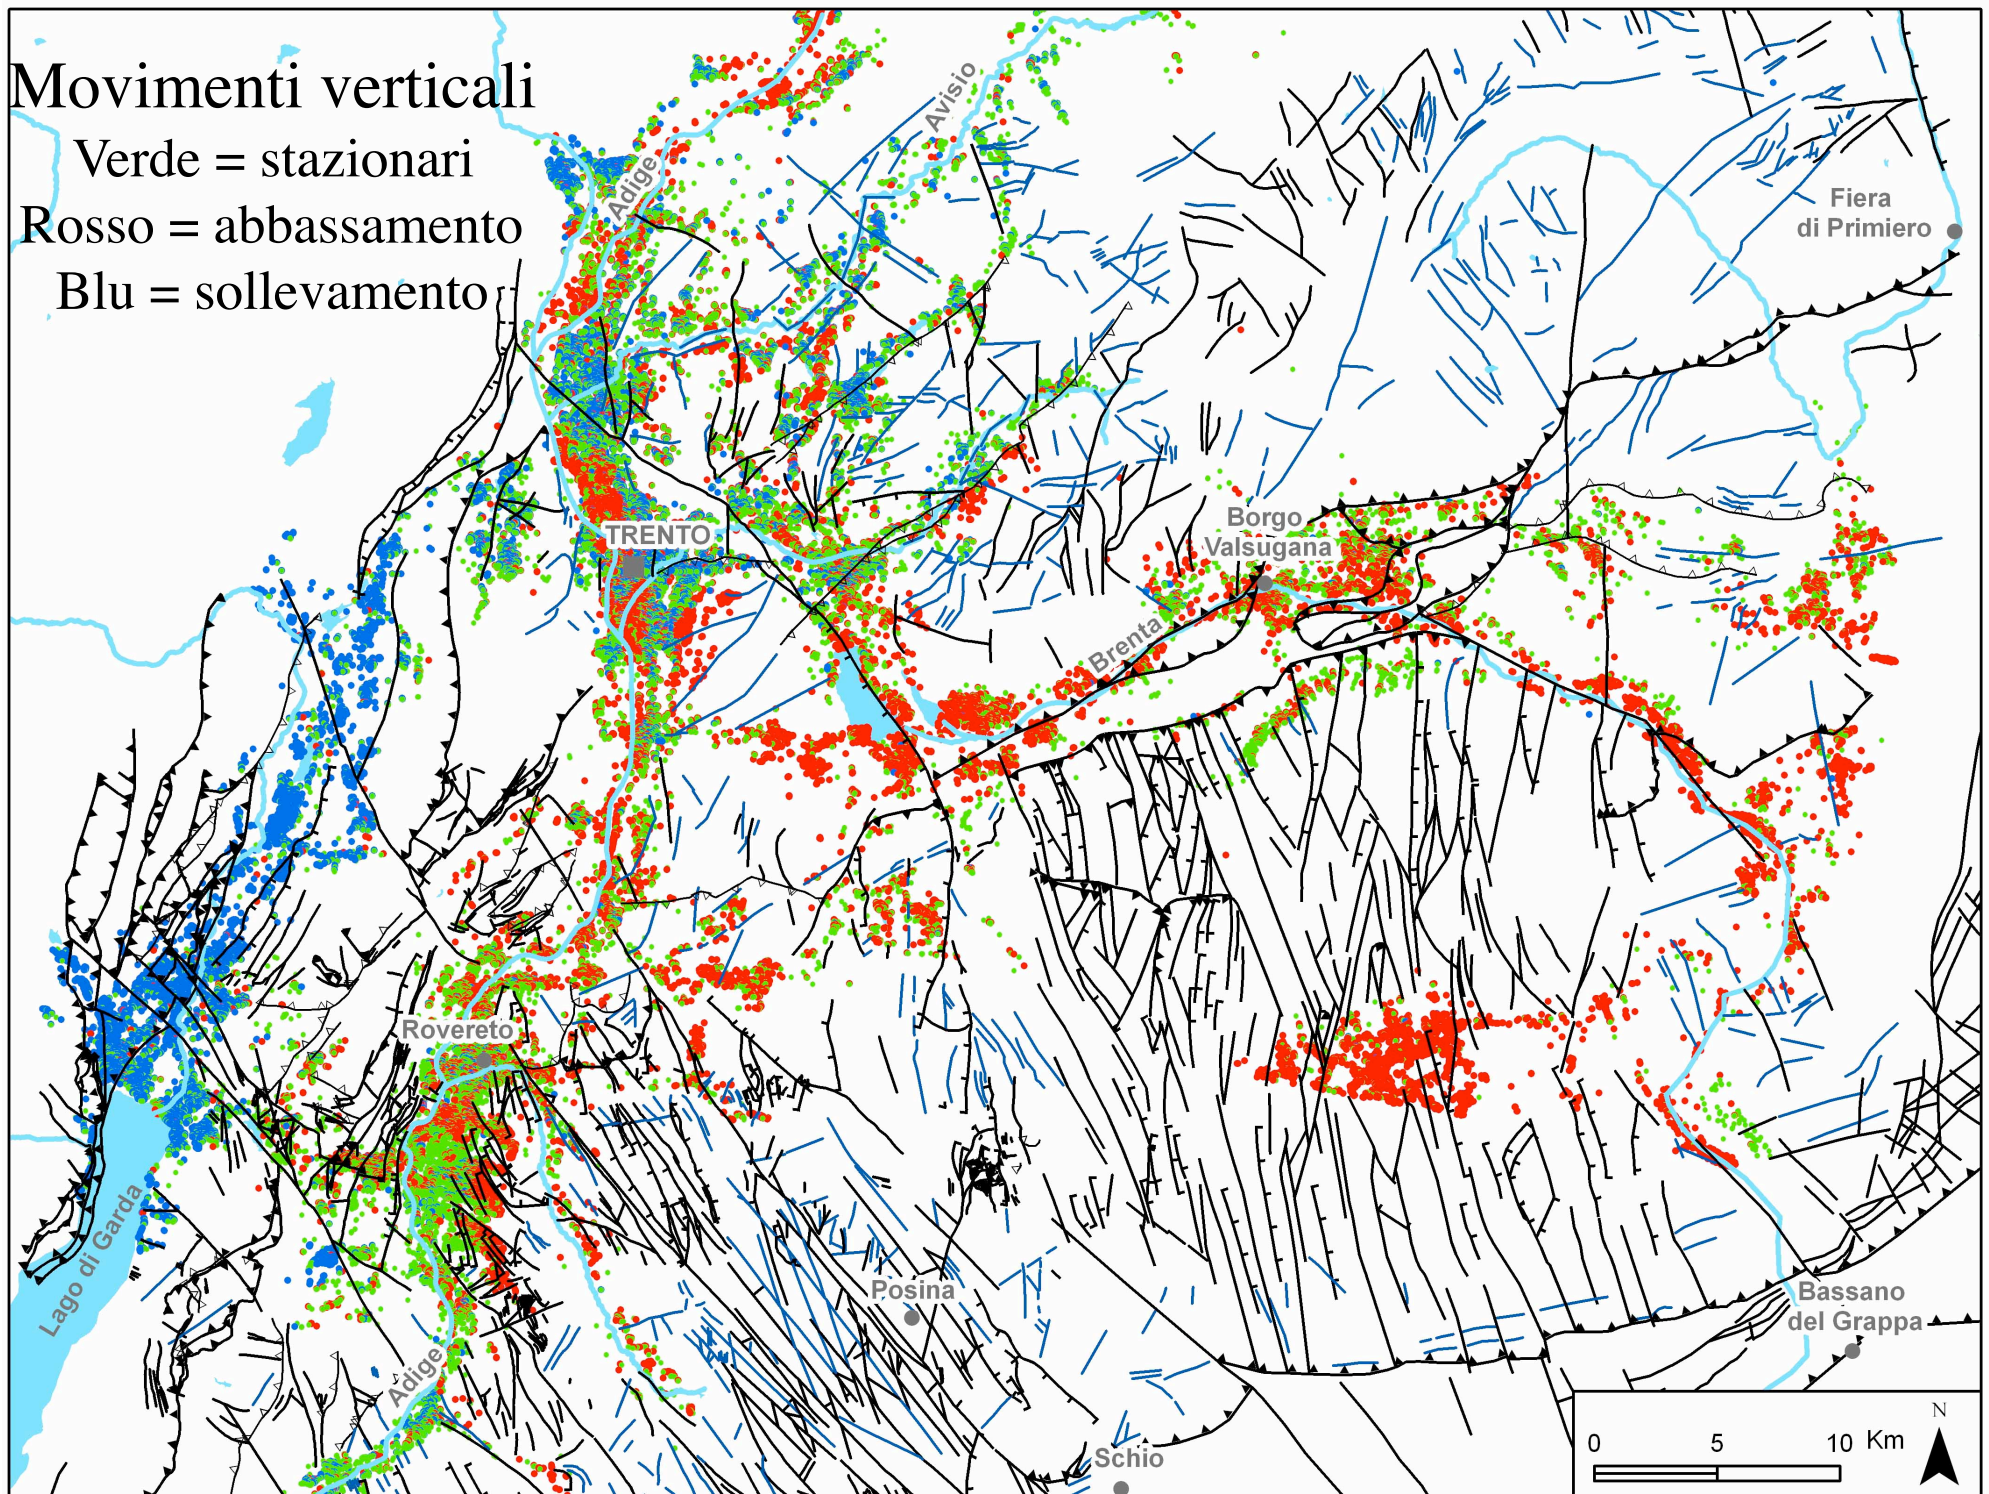 Movimenti verticali
Verde = stazionari
Rosso = abbassamento
Blu = sollevamento
Avisio
Adige
Fiera
di Primiero
TRENTO
Borgo
Valsugana
Brenta
Rovereto
Lago di Garda
Posina
Bassano
del Grappa
Adige
Schio
N
0 5 10 Km